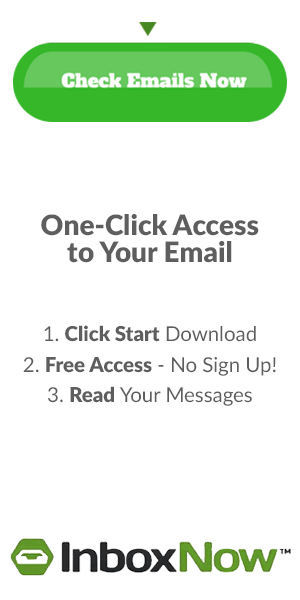 Check Emails Now
One-Click Access
to Your Email
1. Click Start Download
2. Free Access - No Sign Up!
3. Read Your Messages
InboxNow™